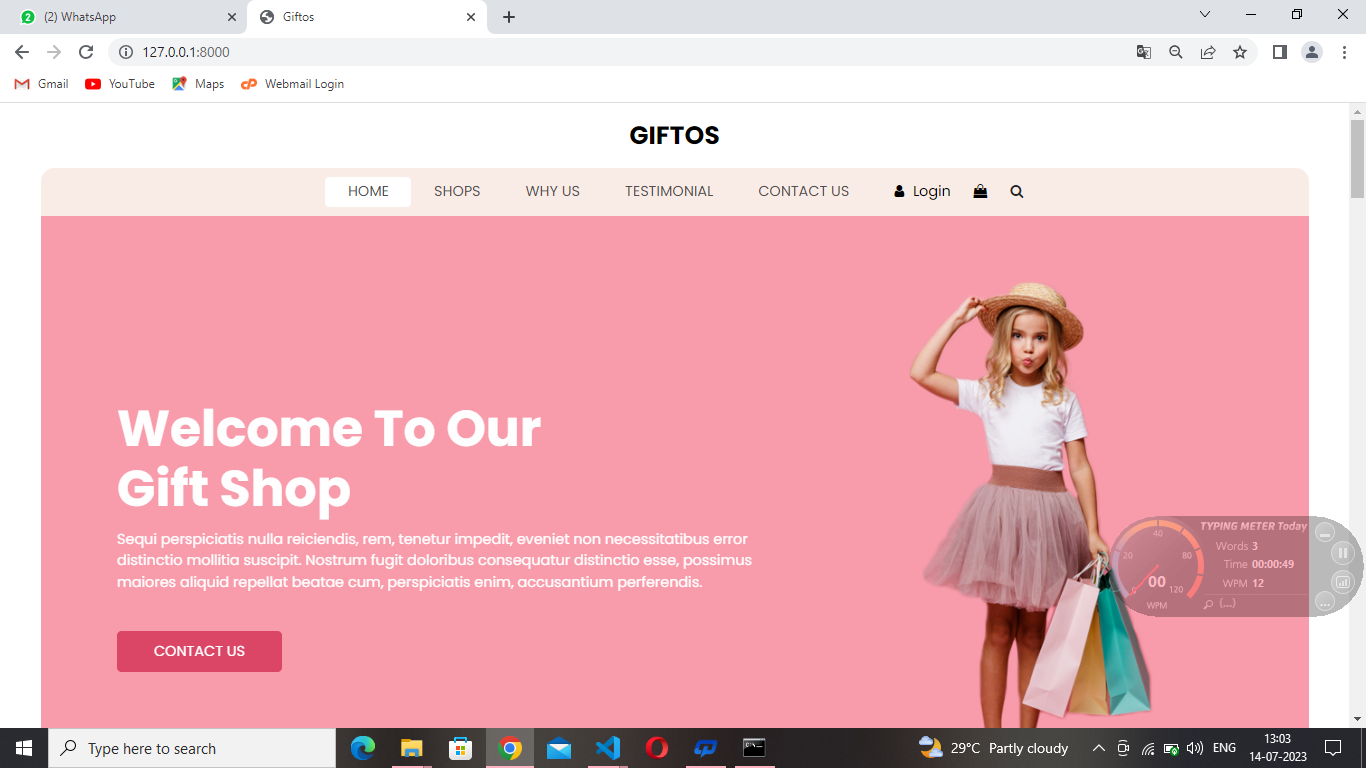 2
(2) WhatsApp
Giftos
127.0.0.1:8000
Gmail
YouTube
Maps
Webmail Login
GIFTOS
HOME
SHOPS
WHY US
TESTIMONIAL
CONTACT US
Login
Welcome To Our
Gift Shop
Sequi perspiciatis nulla reiciendis, rem, tenetur impedit, eveniet non necessitatibus error
distinctio mollitia suscipit. Nostrum fugit doloribus consequatur distinctio esse, possimus
maiores aliquid repellat beatae cum, perspiciatis enim, accusantium perferendis.
CONTACT US
TYPING METER Today
Words 3
Time 00:00:49
WPM 12
(...)
0
20
40
80
120
00
WPM
Type here to search
29°C Partly cloudy
ENG
13:03
14-07-2023